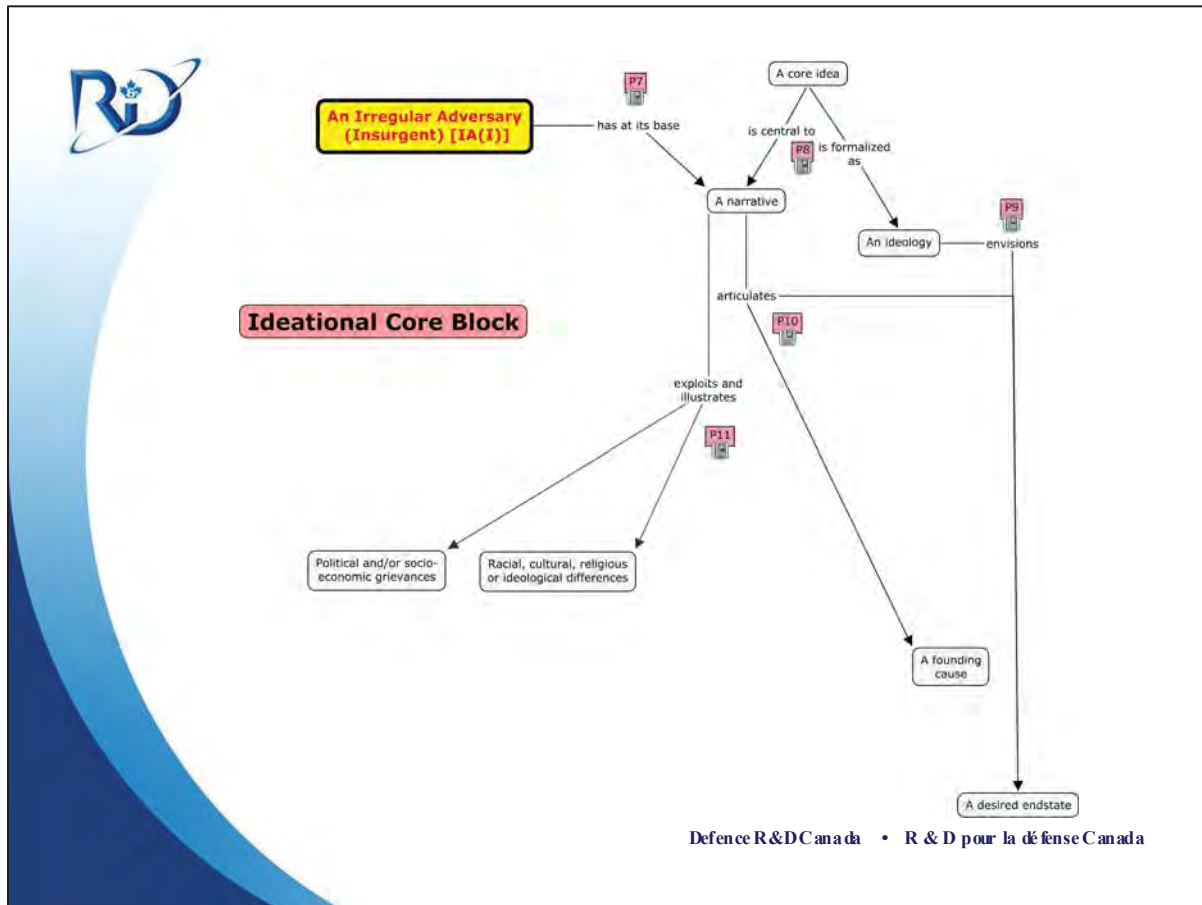 R&D
P7
A core idea
An Irregular Adversary
(Insurgent) [IA(I)]
has at its base
is central to
P8
is formalized
as
A narrative
P9
An ideology
envisions
articulates
Ideational Core Block
P10
exploits and
illustrates
P11
Political and/or socio-
economic grievances
Racial, cultural, religious
or ideological differences
A founding
cause
A desired endstate
Defence R&D Canada • R & D pour la défense Canada